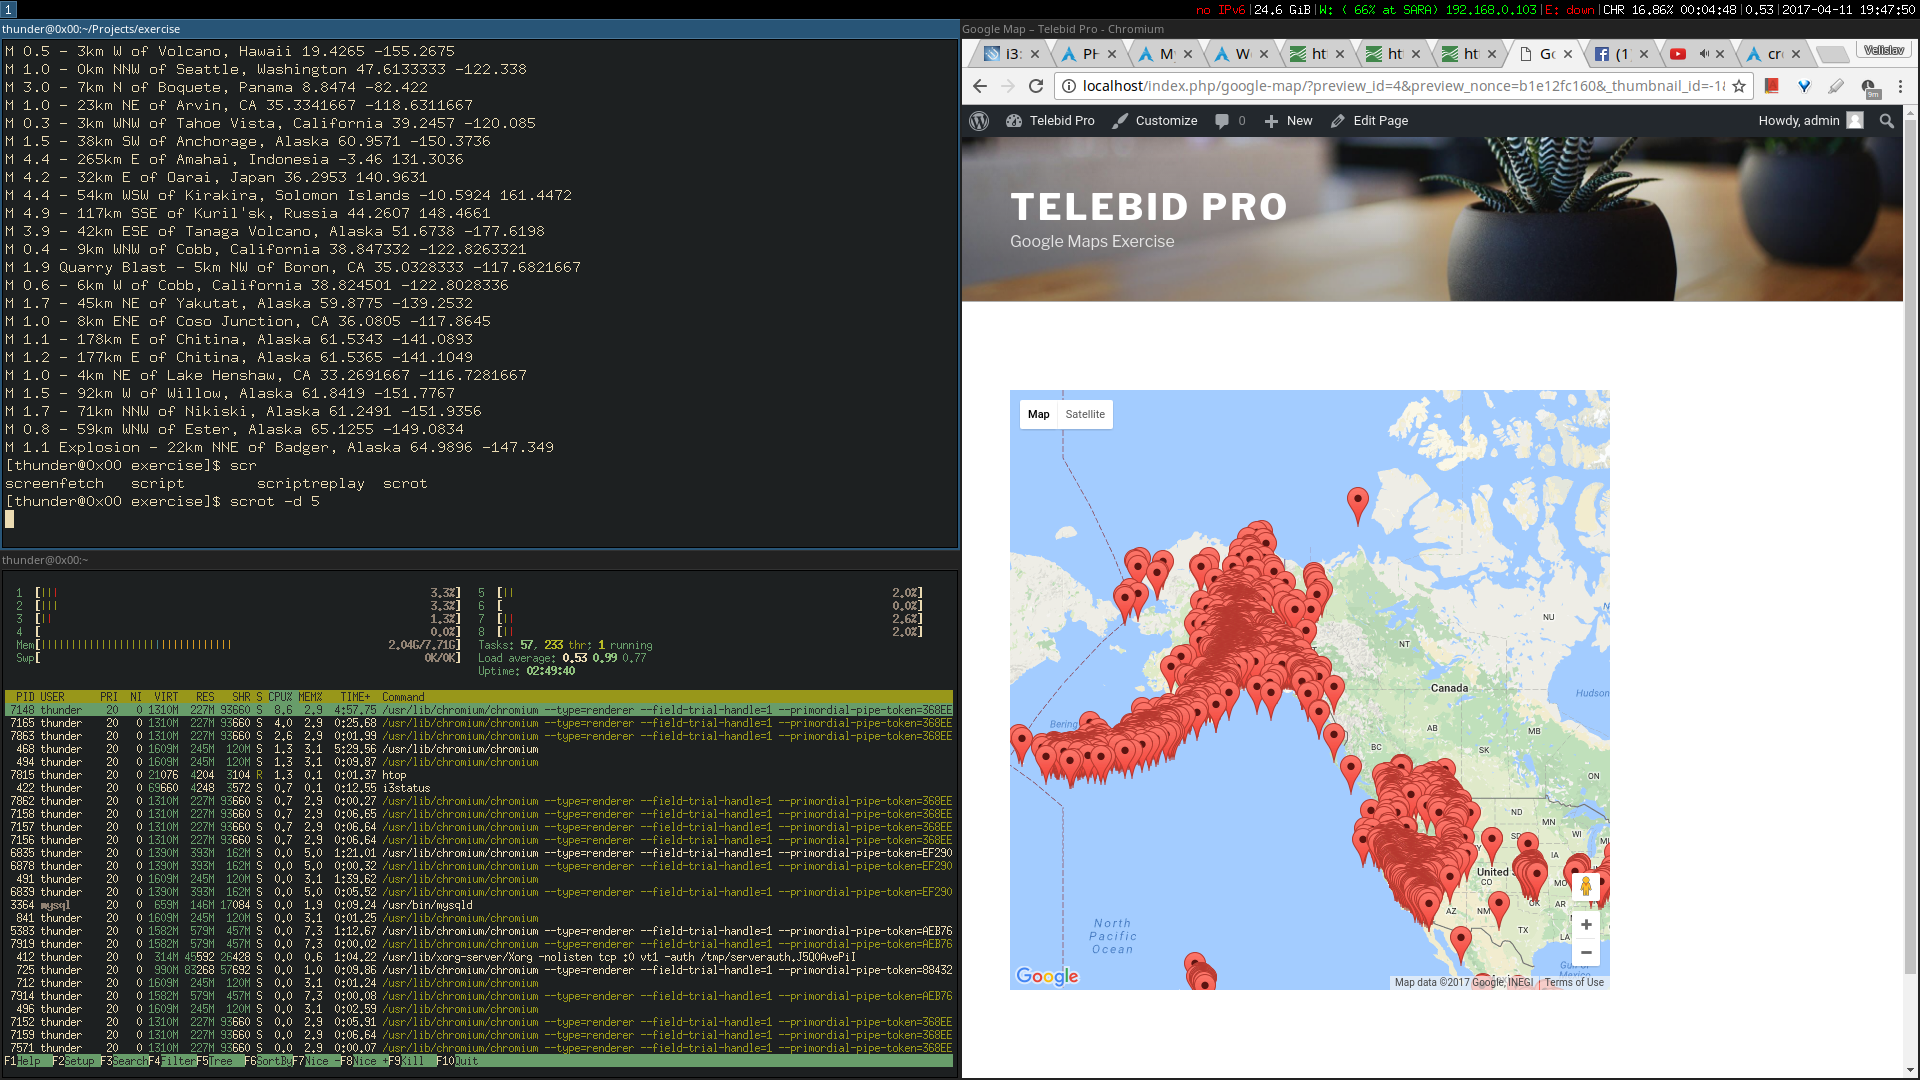 1
no IPv6|24.6 GiB|W: ( 66% at SARA) 192.168.0.103|E: down|CHR 16.86% 00:04:48|0.53|2017-04-11 19:47:50
thunder@0x00:~/Projects/exercise
M 0.5 - 3km W of Volcano, Hawaii 19.4265 -155.2675
M 1.0 - 0km NNW of Seattle, Washington 47.6133333 -122.338
M 3.0 - 7km N of Boquete, Panama 8.8474 -82.422
M 1.0 - 23km NE of Arvin, CA 35.3341667 -118.6311667
M 0.3 - 3km WNW of Tahoe Vista, California 39.2457 -120.085
M 1.5 - 38km SW of Anchorage, Alaska 60.9571 -150.3736
M 4.4 - 265km E of Amahai, Indonesia -3.46 131.3036
M 4.2 - 32km E of Oarai, Japan 36.2953 140.9631
M 4.4 - 54km WSW of Kirakira, Solomon Islands -10.5924 161.4472
M 4.9 - 117km SSE of Kuril'sk, Russia 44.2607 148.4661
M 3.9 - 42km ESE of Tanaga Volcano, Alaska 51.6738 -177.6198
M 0.4 - 9km WNW of Cobb, California 38.847332 -122.8263321
M 1.9 Quarry Blast - 5km NW of Boron, CA 35.0328333 -117.6821667
M 0.6 - 6km W of Cobb, California 38.824501 -122.8028336
M 1.7 - 45km NE of Yakutat, Alaska 59.8775 -139.2532
M 1.0 - 8km ENE of Coso Junction, CA 36.0805 -117.8645
M 1.1 - 178km E of Chitina, Alaska 61.5343 -141.0893
M 1.2 - 177km E of Chitina, Alaska 61.5365 -141.1049
M 1.0 - 4km NE of Lake Henshaw, CA 33.2691667 -116.7281667
M 1.5 - 92km W of Willow, Alaska 61.8419 -151.7767
M 1.7 - 71km NNW of Nikiski, Alaska 61.2491 -151.9356
M 0.8 - 59km WNW of Ester, Alaska 65.1255 -149.0834
M 1.1 Explosion - 22km NNE of Badger, Alaska 64.9896 -147.349
[thunder@0x00 exercise]$ scr
screenfetch script scriptreplay scrot
[thunder@0x00 exercise]$ scrot -d 5
thunder@0x00:~
1 [||| 3.3%] 5 [|| 2.0%]
2 [||| 3.3%] 6 [ 0.0%]
3 [|| 1.3%] 7 [|| 2.6%]
4 [ 0.0%] 8 [|| 2.0%]
Mem[|||||||||||||||||||||||||||||||| 2.04G/7.71G] Tasks: 57, 233 thr; 1 running
Swp[ 0K/0K] Load average: 0.53 0.99 0.77
Uptime: 02:49:40
PID USER PRI NI VIRT RES SHR S CPU% MEM% TIME+ Command
7148 thunder 20 0 1310M 227M 93660 S 8.6 2.9 4:57.75 /usr/lib/chromium/chromium --type=renderer --field-trial-handle=1 --primordial-pipe-token=368EE
7165 thunder 20 0 1310M 227M 93660 S 4.0 2.9 0:25.68 /usr/lib/chromium/chromium --type=renderer --field-trial-handle=1 --primordial-pipe-token=368EE
7863 thunder 20 0 1310M 227M 93660 S 2.6 2.9 0:01.99 /usr/lib/chromium/chromium --type=renderer --field-trial-handle=1 --primordial-pipe-token=368EE
468 thunder 20 0 1609M 245M 120M S 1.3 3.1 5:29.56 /usr/lib/chromium/chromium
494 thunder 20 0 1609M 245M 120M S 1.3 3.1 0:09.87 /usr/lib/chromium/chromium
7815 thunder 20 0 21076 4204 3104 R 1.3 0.1 0:01.37 htop
422 thunder 20 0 69660 4248 3572 S 0.7 0.1 0:12.55 i3status
7862 thunder 20 0 1310M 227M 93660 S 0.7 2.9 0:00.27 /usr/lib/chromium/chromium --type=renderer --field-trial-handle=1 --primordial-pipe-token=368EE
7158 thunder 20 0 1310M 227M 93660 S 0.7 2.9 0:06.65 /usr/lib/chromium/chromium --type=renderer --field-trial-handle=1 --primordial-pipe-token=368EE
7157 thunder 20 0 1310M 227M 93660 S 0.7 2.9 0:06.64 /usr/lib/chromium/chromium --type=renderer --field-trial-handle=1 --primordial-pipe-token=368EE
7156 thunder 20 0 1310M 227M 93660 S 0.7 2.9 0:06.64 /usr/lib/chromium/chromium --type=renderer --field-trial-handle=1 --primordial-pipe-token=368EE
6835 thunder 20 0 1390M 393M 162M S 0.0 5.0 1:21.01 /usr/lib/chromium/chromium --type=renderer --field-trial-handle=1 --primordial-pipe-token=EF290
6878 thunder 20 0 1390M 393M 162M S 0.0 5.0 0:00.32 /usr/lib/chromium/chromium --type=renderer --field-trial-handle=1 --primordial-pipe-token=EF290
491 thunder 20 0 1609M 245M 120M S 0.0 3.1 1:39.62 /usr/lib/chromium/chromium
6839 thunder 20 0 1390M 393M 162M S 0.0 5.0 0:05.52 /usr/lib/chromium/chromium --type=renderer --field-trial-handle=1 --primordial-pipe-token=EF290
3364 mysql 20 0 659M 146M 17084 S 0.0 1.9 0:09.24 /usr/bin/mysqld
841 thunder 20 0 1609M 245M 120M S 0.0 3.1 0:01.25 /usr/lib/chromium/chromium
5383 thunder 20 0 1582M 579M 457M S 0.0 7.3 1:12.67 /usr/lib/chromium/chromium --type=renderer --field-trial-handle=1 --primordial-pipe-token=AEB76
7919 thunder 20 0 1582M 579M 457M S 0.0 7.3 0:00.02 /usr/lib/chromium/chromium --type=renderer --field-trial-handle=1 --primordial-pipe-token=AEB76
412 thunder 20 0 314M 45592 26428 S 0.0 0.6 1:04.22 /usr/lib/xorg-server/Xorg -nolisten tcp :0 vt1 -auth /tmp/serverauth.J5Q0AvePiI
725 thunder 20 0 990M 83268 57692 S 0.0 1.0 0:09.86 /usr/lib/chromium/chromium --type=renderer --field-trial-handle=1 --primordial-pipe-token=88432
712 thunder 20 0 1609M 245M 120M S 0.0 3.1 0:01.24 /usr/lib/chromium/chromium
7914 thunder 20 0 1582M 579M 457M S 0.0 7.3 0:00.08 /usr/lib/chromium/chromium --type=renderer --field-trial-handle=1 --primordial-pipe-token=AEB76
496 thunder 20 0 1609M 245M 120M S 0.0 3.1 0:02.59 /usr/lib/chromium/chromium
7152 thunder 20 0 1310M 227M 93660 S 0.0 2.9 0:05.91 /usr/lib/chromium/chromium --type=renderer --field-trial-handle=1 --primordial-pipe-token=368EE
7159 thunder 20 0 1310M 227M 93660 S 0.0 2.9 0:06.64 /usr/lib/chromium/chromium --type=renderer --field-trial-handle=1 --primordial-pipe-token=368EE
7571 thunder 20 0 1310M 227M 93660 S 0.0 2.9 0:00.07 /usr/lib/chromium/chromium --type=renderer --field-trial-handle=1 --primordial-pipe-token=368EE
F1Help F2Setup F3SearchF4FilterF5Tree F6SortByF7Nice -F8Nice +F9Kill F10Quit
Google Map – Telebid Pro - Chromium
i3: PH M W htt htt htt Go (1) cr Velislav
localhost/index.php/google-map/?preview_id=4&preview_nonce=b1e12fc160&_thumbnail_id=-1&
9m
Telebid Pro Customize 0 New Edit Page Howdy, admin
TELEBID PRO
Google Maps Exercise
Map Satellite
NU
NT
Canada
Hudson
Bering
AB
BC
SK
MB
ON
ND
MN
SD
WI
IA
United S
CO
MO
AZ
NM
OK
AR
TX
LA
North
Pacific
Ocean
Gulf of
Mexico
Google
Map data ©2017 Google, INEGI Terms of Use